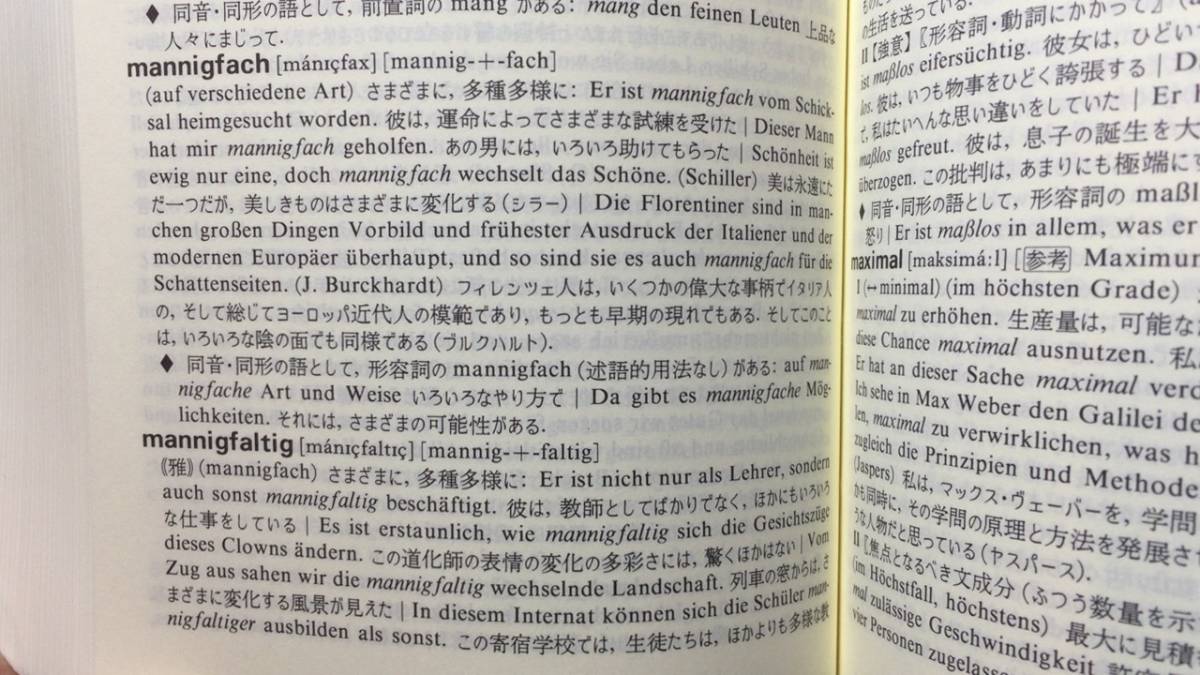 ◆ 同音・同形の語として, 前置詞の mang がある: mang den feinen Leuten 上品な
人々にまじって.
mannigfach [mánıçfax] [mannig-+-fach]
(auf verschiedene Art) さまざまに, 多種多様に: Er ist mannigfach vom Schick-
sal heimgesucht worden. 彼は, 運命によってさまざまな試練を受けた | Dieser Mann
hat mir mannigfach geholfen. あの男には, いろいろ助けてもらった | Schönheit ist
ewig nur eine, doch mannigfach wechselt das Schöne. (Schiller) 美は永遠にた
だ一つだが, 美しきものはさまざまに変化する (シラー) | Die Florentiner sind in man-
chen großen Dingen Vorbild und frühester Ausdruck der Italiener und der
modernen Europäer überhaupt, und so sind sie es auch mannigfach für die
Schattenseiten. (J. Burckhardt) フィレンツェ人は, いくつかの偉大な事柄でイタリア人
の, そして総じてヨーロッパ近代人の模範であり, もっとも早期の現れでもある. そしてこのこと
は, いろいろな陰の面でも同様である (ブルクハルト).
◆ 同音・同形の語として, 形容詞の mannigfach (述語的用法なし) がある: auf man-
nigfache Art und Weise いろいろなやり方で | Da gibt es mannigfache Mög-
lichkeiten. それには, さまざまの可能性がある.
mannigfaltig [mánıçfaltıç] [mannig-+-faltig]
《雅》 (mannigfach) さまざまに, 多種多様に: Er ist nicht nur als Lehrer, sondern
auch sonst mannigfaltig beschäftigt. 彼は, 教師としてばかりでなく, ほかにもいろいろ
な仕事をしている | Es ist erstaunlich, wie mannigfaltig sich die Gesichtszüge
dieses Clowns ändern. この道化師の表情の変化の多彩さには, 驚くほかはない | Vom
Zug aus sahen wir die mannigfaltig wechselnde Landschaft. 列車の窓からは, さ
まざまに変化する風景が見えた | In diesem Internat können sich die Schüler man-
nigfaltiger ausbilden als sonst. この寄宿学校では, 生徒たちは, ほかよりも多様な教
の生活を送っている.
II 【強意】 〖形容詞・動詞にかかって〗
ist maßlos eifersüchtig. 彼女は, ひどい
los. 彼は, いつも物事をひどく誇張する | Da
て, 私はたいへんな思い違いをしていた | Er h
maßlos gefreut. 彼は, 息子の誕生を大
überzogen. この批判は, あまりにも極端にす
◆ 同音・同形の語として, 形容詞の maßl
怒り | Er ist maßlos in allem, was er
maximal [maksimá:l] [参考 Maximum
I (↔minimal) (im höchsten Grade)
maximal zu erhöhen. 生産量は, 可能な
diese Chance maximal ausnutzen. 私
Er hat an dieser Sache maximal verd
Ich sehe in Max Weber den Galilei de
len, maximal zu verwirklichen, was h
zugleich die Prinzipien und Methode
(Jaspers) 私は, マックス・ヴェーバーを, 学問
かも同時に, その学問の原理と方法を発展さ
うな人物だと思っている (ヤスパース).
II 〖焦点となるべき文成分 (ふつう数量を示
(im Höchstfall, höchstens) 最大に見積
mal zulässige Geschwindigkeit
vier Personen zugelasse